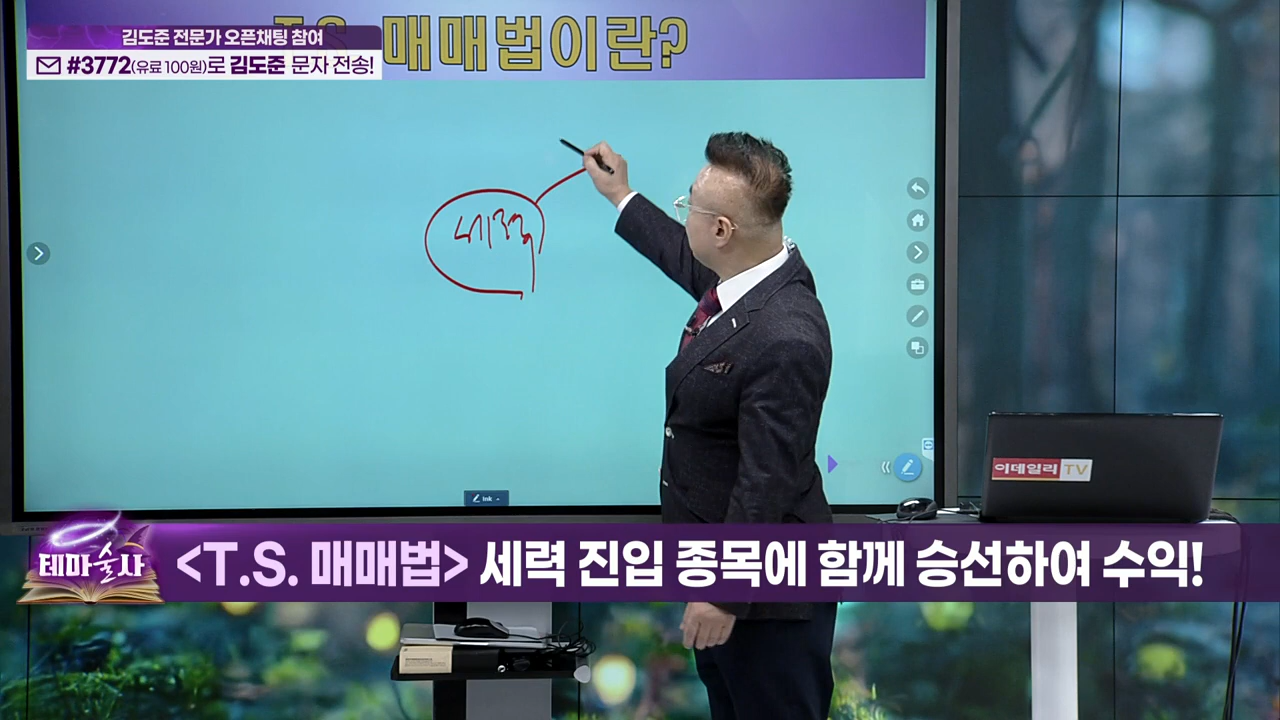 김도준 전문가 오픈채팅 참여
#3772(유료 100원)로 김도준 문자 전송!
T.S. 매매법이란?
세력
Ink
이데일리 TV
테마술사
<T.S. 매매법> 세력 진입 종목에 함께 승선하여 수익!